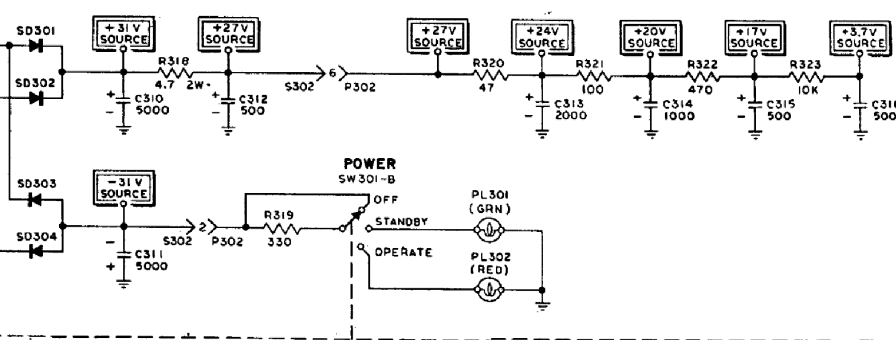 SD301
+31V
SOURCE
+27V
SOURCE
+27V
SOURCE
+24V
SOURCE
+20V
SOURCE
+17V
SOURCE
+3.7V
SOURCE
R318
4.7 2W-
R320
47
R321
100
R322
470
R323
10K
SD302
+
-
C310
5000
+
-
C312
500
S302
6
P302
+
-
C313
2000
+
-
C314
1000
+
-
C315
500
+
-
500
SD303
-31V
SOURCE
POWER
SW301-B
OFF
R319
330
STANDBY
PL301
(GRN)
SD304
-
+
C311
5000
S302
2
P302
OPERATE
PL302
(RED)